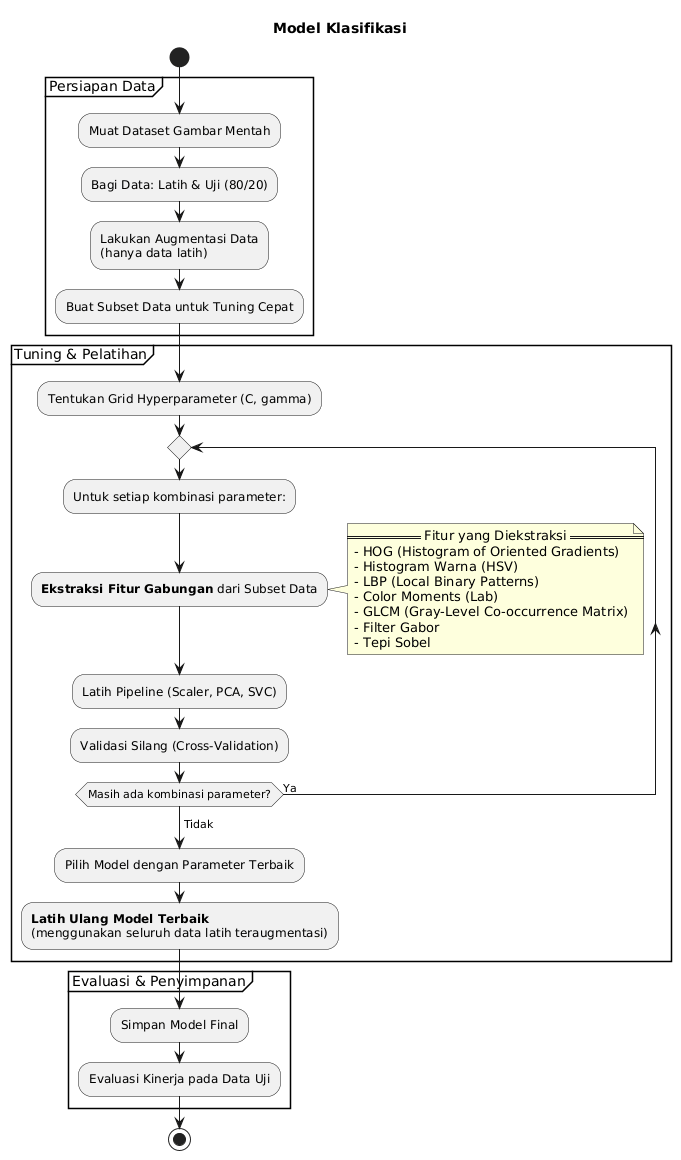 Model Klasifikasi
Persiapan Data
Muat Dataset Gambar Mentah
Bagi Data: Latih & Uji (80/20)
Lakukan Augmentasi Data
(hanya data latih)
Buat Subset Data untuk Tuning Cepat
Tuning & Pelatihan
Tentukan Grid Hyperparameter (C, gamma)
Untuk setiap kombinasi parameter:
Ekstraksi Fitur Gabungan dari Subset Data
Fitur yang Diekstraksi
- HOG (Histogram of Oriented Gradients)
- Histogram Warna (HSV)
- LBP (Local Binary Patterns)
- Color Moments (Lab)
- GLCM (Gray-Level Co-occurrence Matrix)
- Filter Gabor
- Tepi Sobel
Latih Pipeline (Scaler, PCA, SVC)
Validasi Silang (Cross-Validation)
Masih ada kombinasi parameter?
Ya
Tidak
Pilih Model dengan Parameter Terbaik
Latih Ulang Model Terbaik
(menggunakan seluruh data latih teraugmentasi)
Evaluasi & Penyimpanan
Simpan Model Final
Evaluasi Kinerja pada Data Uji